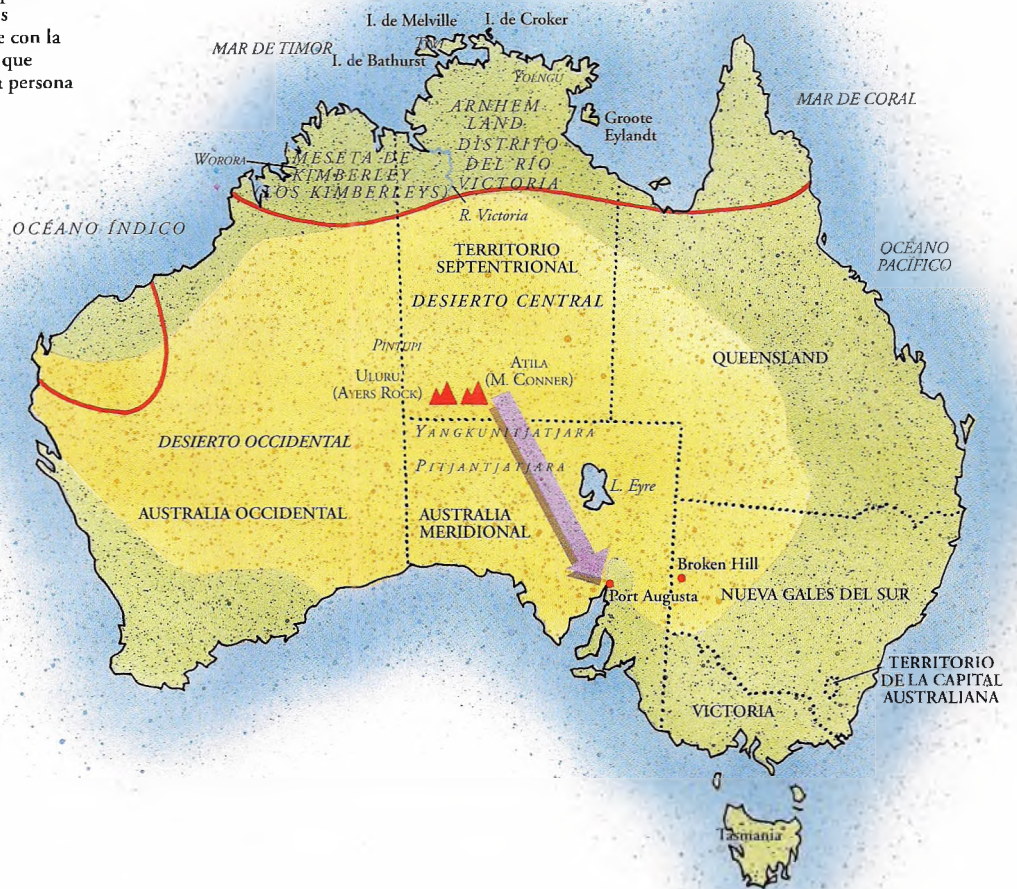 s
e con la
que
persona
I. de Melville
I. de Croker
MAR DE TIMOR
TIWI
I. de Bathurst
YOLNGU
MAR DE CORAL
ARNHEM
LAND
Groote
Eylandt
DISTRITO
DEL RÍO
VICTORIA
WORORA
MESETA DE
KIMBERLEY
(LOS KIMBERLEYS)
R. Victoria
OCÉANO ÍNDICO
OCÉANO
PACÍFICO
TERRITORIO
SEPTENTRIONAL
DESIERTO CENTRAL
PINTUPI
QUEENSLAND
ULURU
(AYERS ROCK)
ATILA
(M. CONNER)
YANGKUNITJATJARA
DESIERTO OCCIDENTAL
PITJANTJATJARA
L. Eyre
AUSTRALIA OCCIDENTAL
AUSTRALIA
MERIDIONAL
Broken Hill
Port Augusta
NUEVA GALES DEL SUR
TERRITORIO
DE LA CAPITAL
AUSTRALIANA
VICTORIA
Tasmania